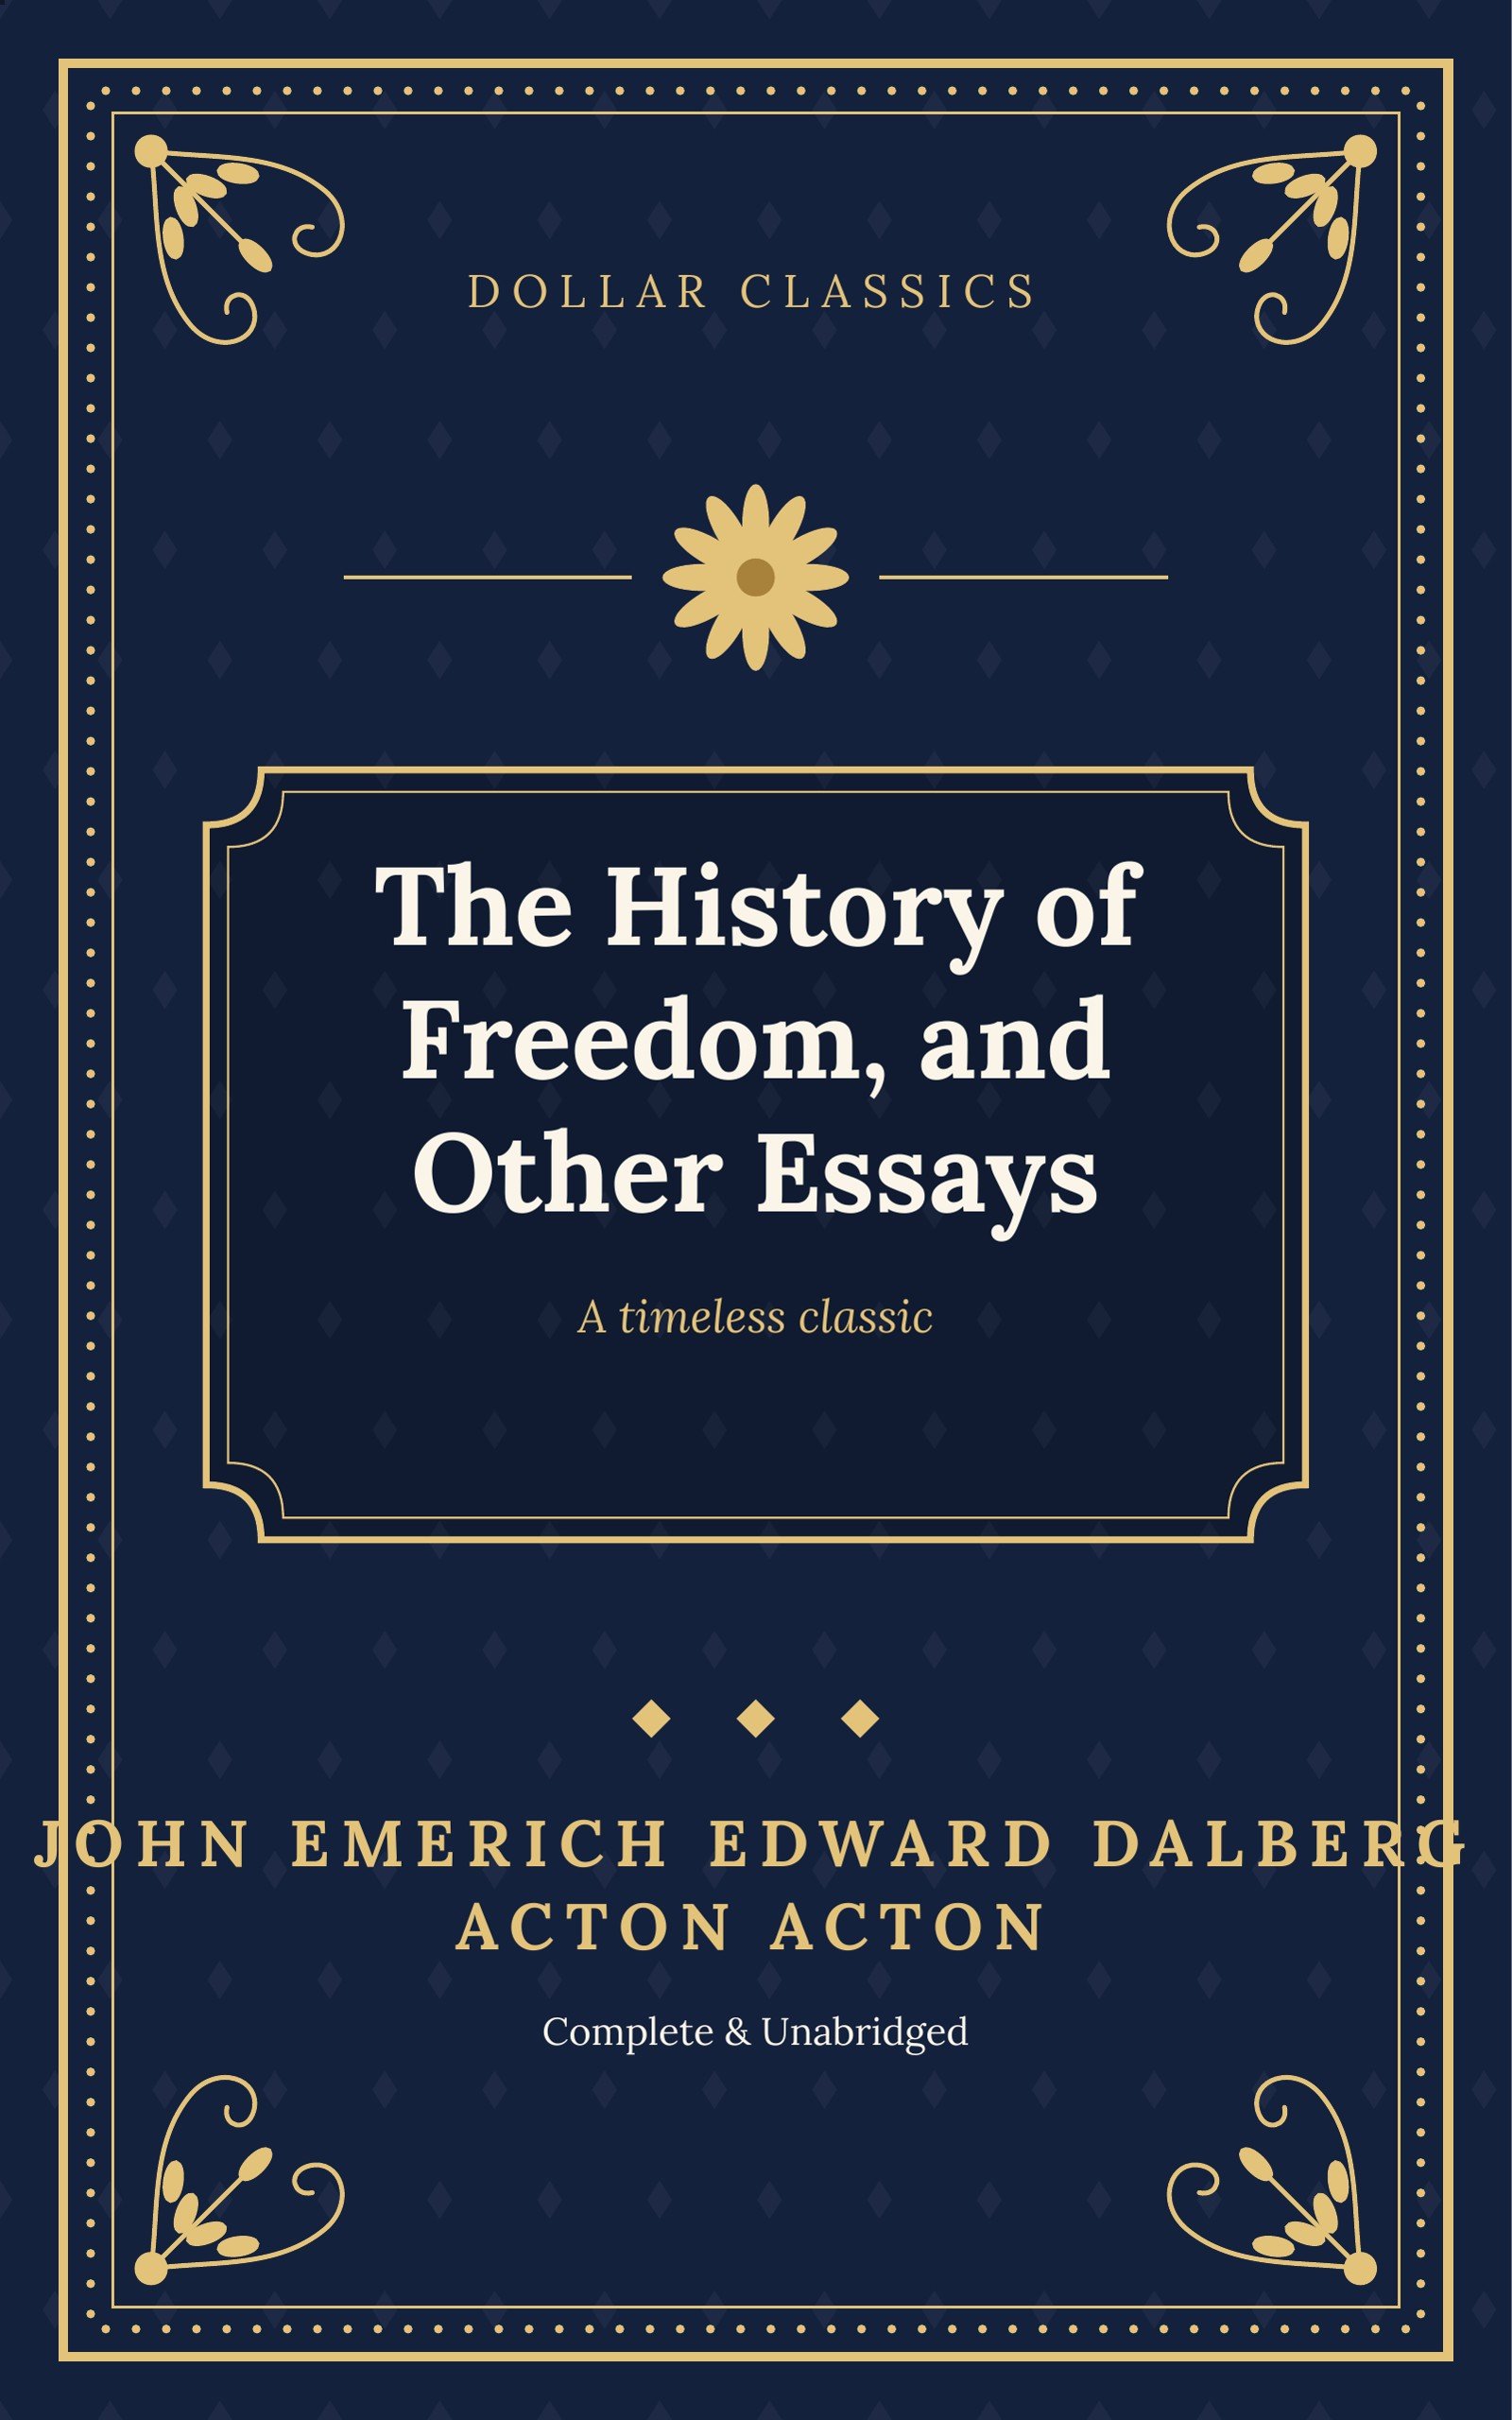 DOLLAR CLASSICS
The History of
Freedom, and
Other Essays
A timeless classic
JOHN EMERICH EDWARD DALBERG
ACTON ACTON
Complete & Unabridged